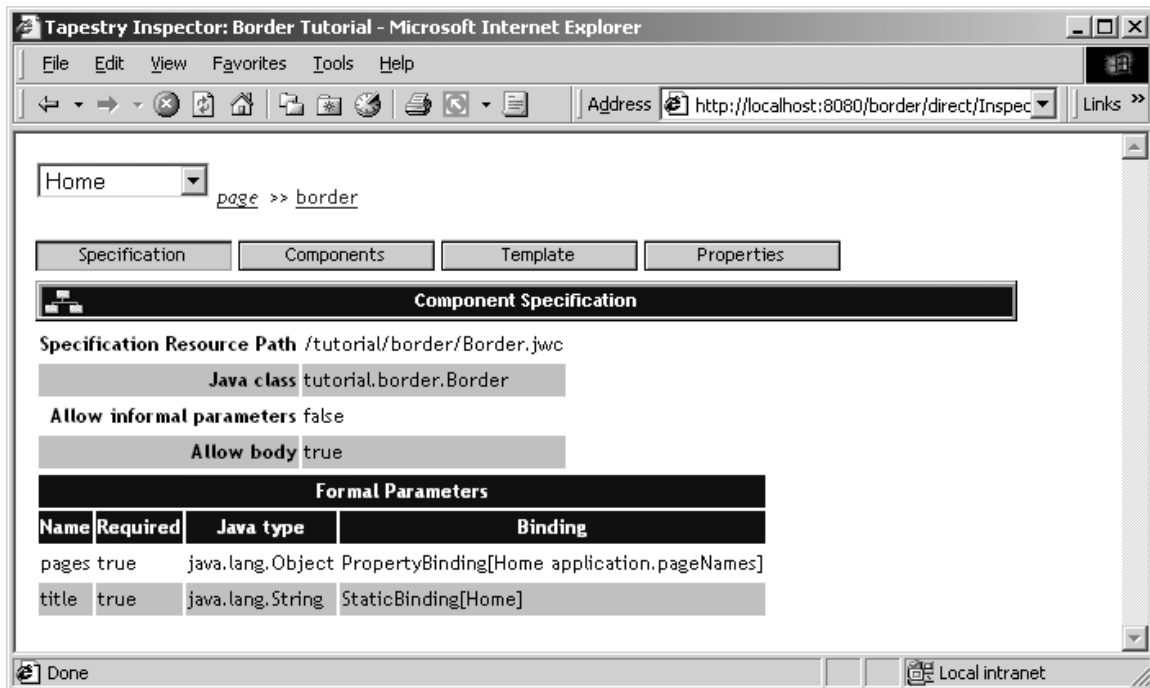 Tapestry Inspector: Border Tutorial - Microsoft Internet Explorer
File Edit View Favorites Tools Help
Address http://localhost:8080/border/direct/Inspec Links »
Home page >> border
Specification Components Template Properties
Component Specification
Specification Resource Path /tutorial/border/Border.jwc
Java class tutorial.border.Border
Allow informal parameters false
Allow body true
Formal Parameters
Name Required Java type Binding
pages true java.lang.Object PropertyBinding[Home application.pageNames]
title true java.lang.String StaticBinding[Home]
Done Local intranet